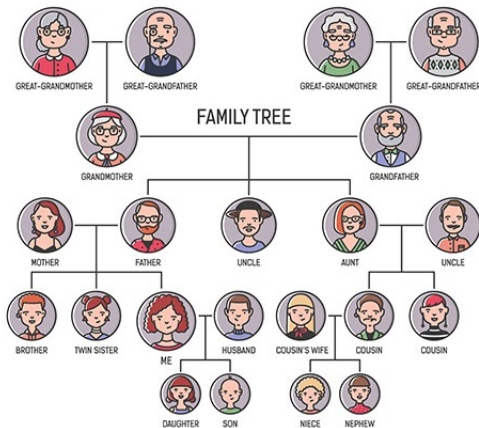 GREAT-GRANDMOTHER GREAT-GRANDFATHER GREAT-GRANDMOTHER GREAT-GRANDFATHER
FAMILY TREE
GRANDMOTHER GRANDFATHER
MOTHER FATHER UNCLE AUNT UNCLE
BROTHER TWIN SISTER ME HUSBAND COUSIN'S WIFE COUSIN COUSIN
DAUGHTER SON NIECE NEPHEW